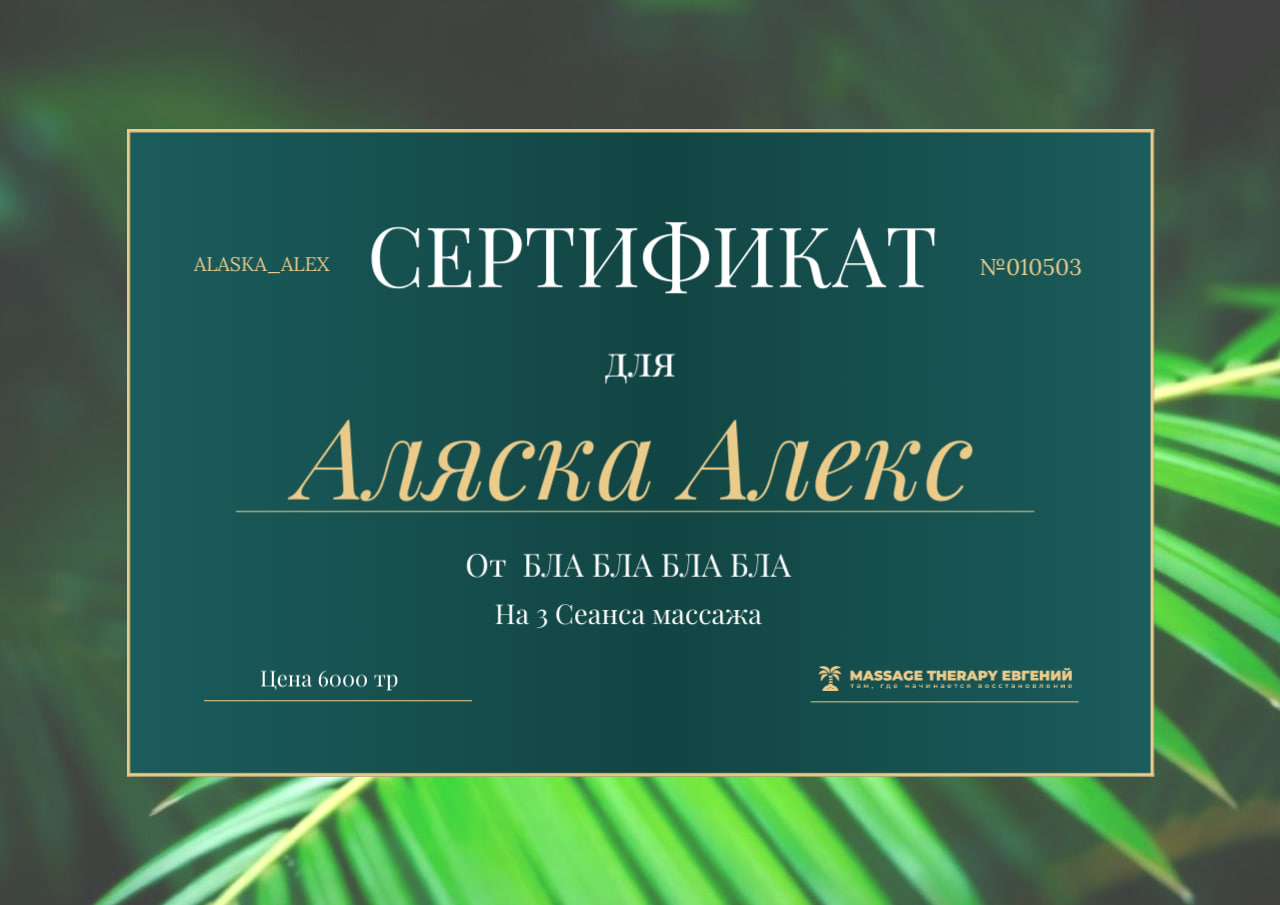 ALASKA_ALEX
СЕРТИФИКАТ
№010503
для
Аляска Алекс
От БЛА БЛА БЛА БЛА
На 3 Сеанса массажа
Цена 6000 тр
MASSAGE THERAPY ЕВГЕНИЙ
там, где начинается восстановление